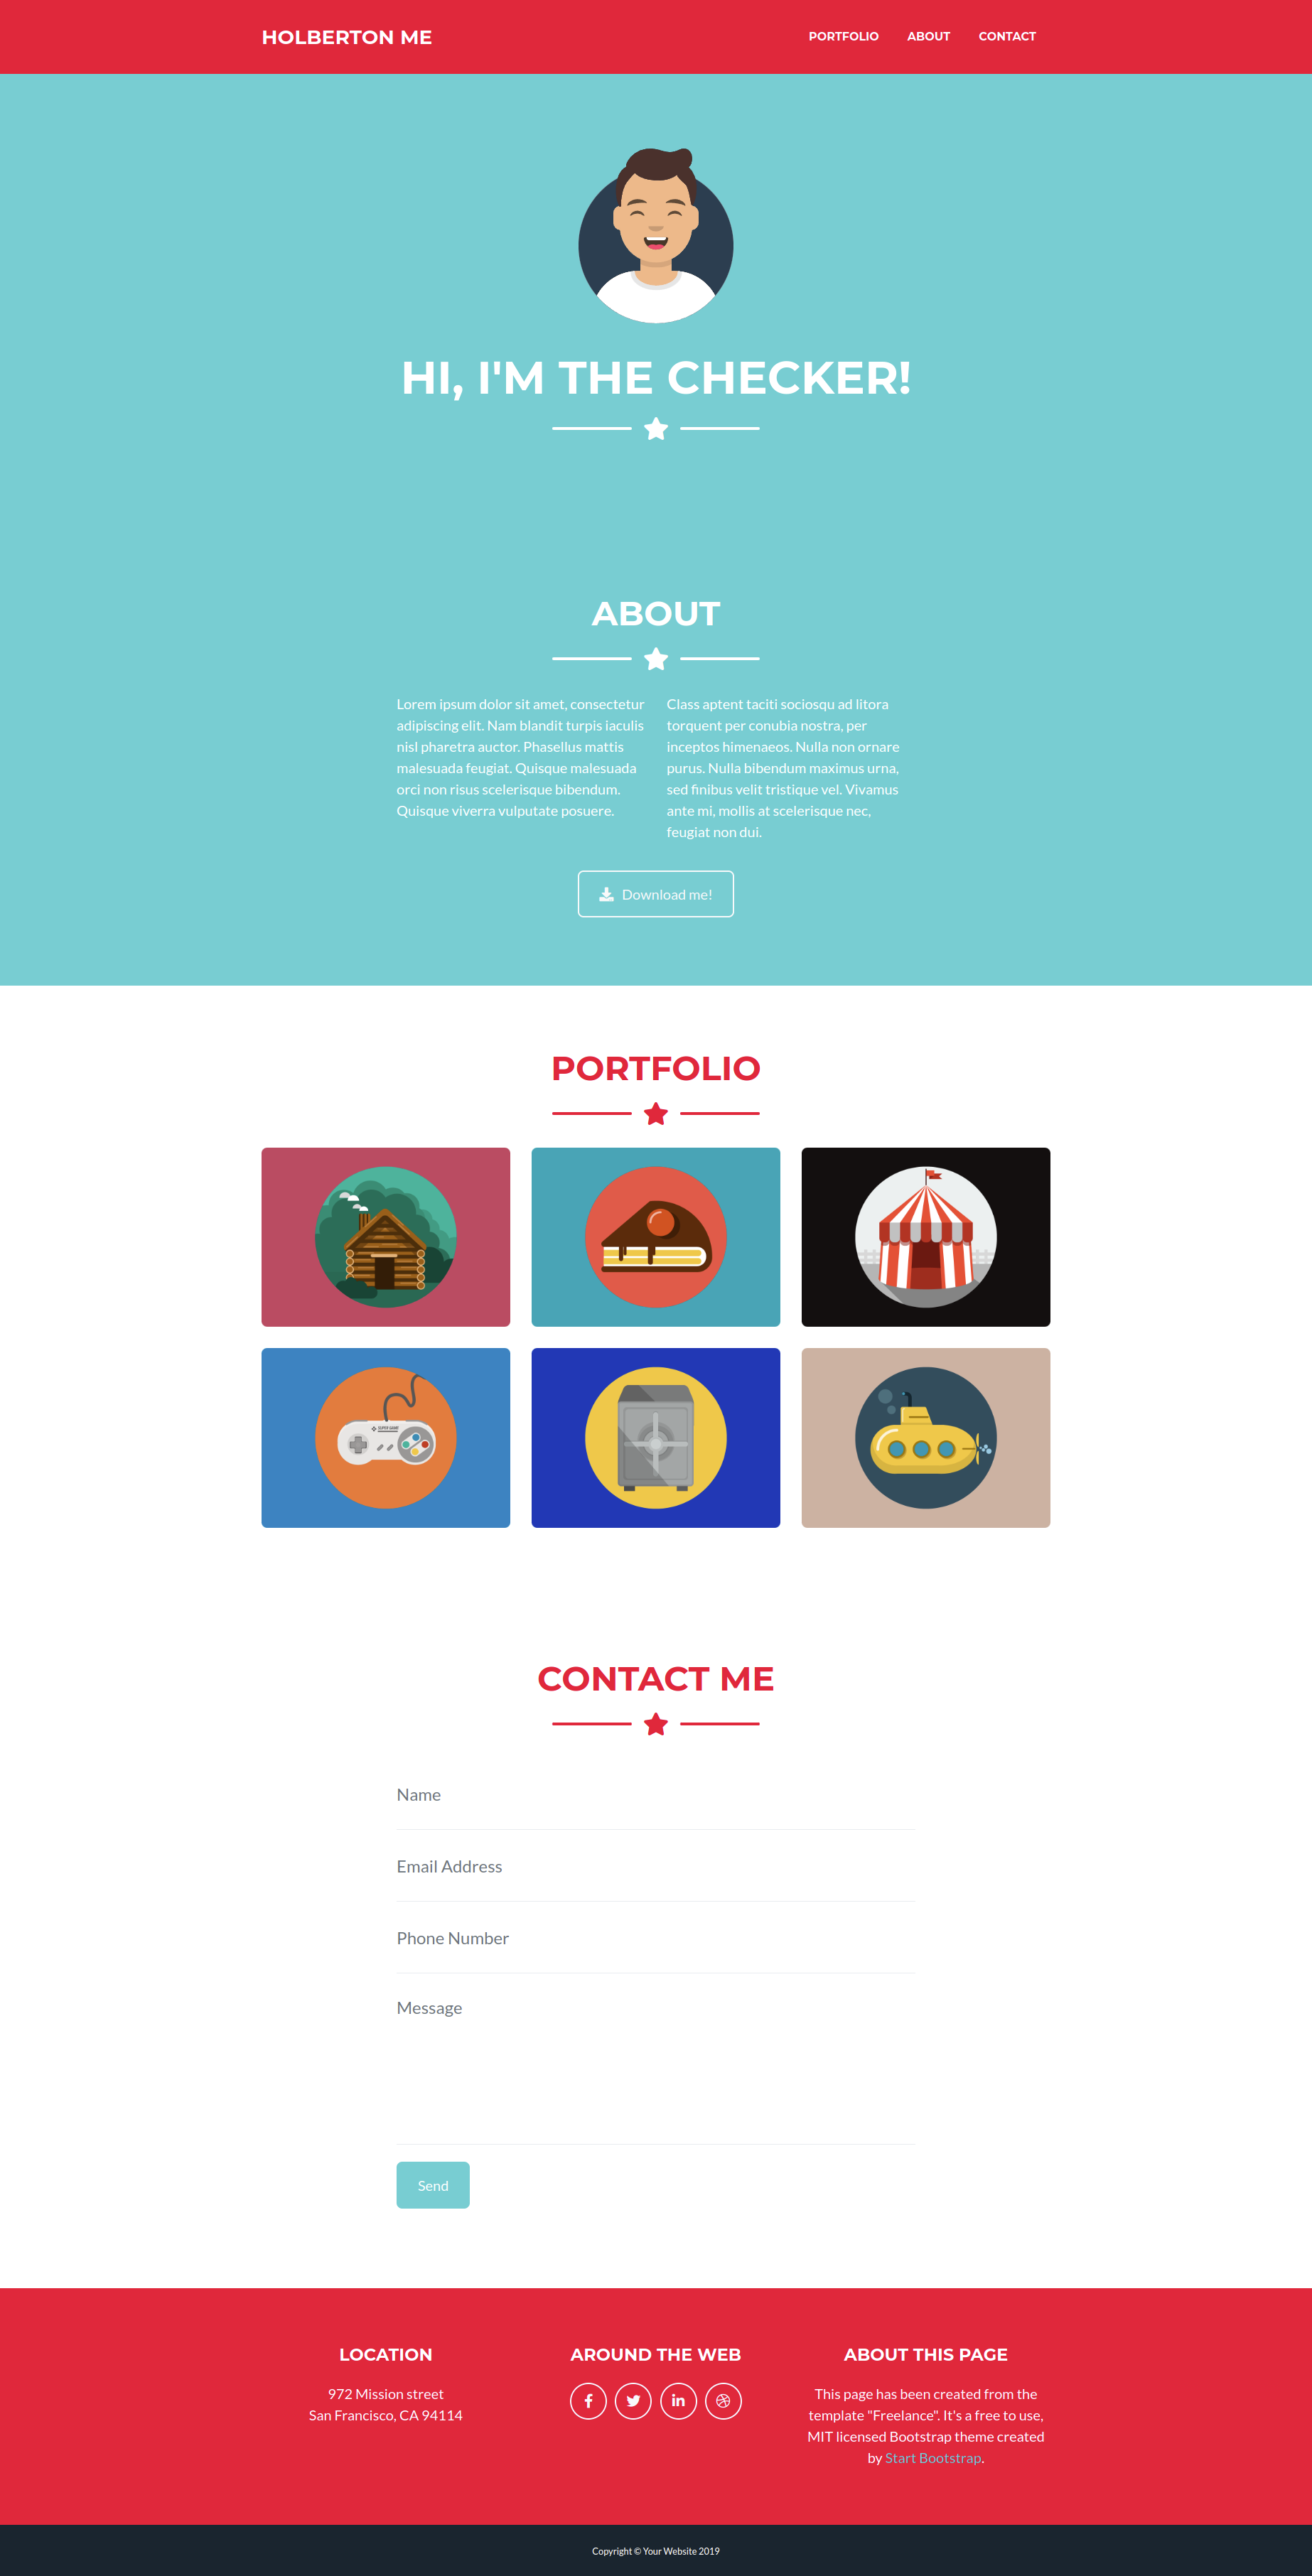 HOLBERTON ME
PORTFOLIO ABOUT CONTACT
HI, I'M THE CHECKER!
ABOUT
Lorem ipsum dolor sit amet, consectetur
adipiscing elit. Nam blandit turpis iaculis
nisl pharetra auctor. Phasellus mattis
malesuada feugiat. Quisque malesuada
orci non risus scelerisque bibendum.
Quisque viverra vulputate posuere.
Class aptent taciti sociosqu ad litora
torquent per conubia nostra, per
inceptos himenaeos. Nulla non ornare
purus. Nulla bibendum maximus urna,
sed finibus velit tristique vel. Vivamus
ante mi, mollis at scelerisque nec,
feugiat non dui.
Download me!
PORTFOLIO
SUPER GAME
CONTACT ME
Name
Email Address
Phone Number
Message
Send
LOCATION
972 Mission street
San Francisco, CA 94114
AROUND THE WEB
ABOUT THIS PAGE
This page has been created from the
template "Freelance". It's a free to use,
MIT licensed Bootstrap theme created
by Start Bootstrap.
Copyright © Your Website 2019